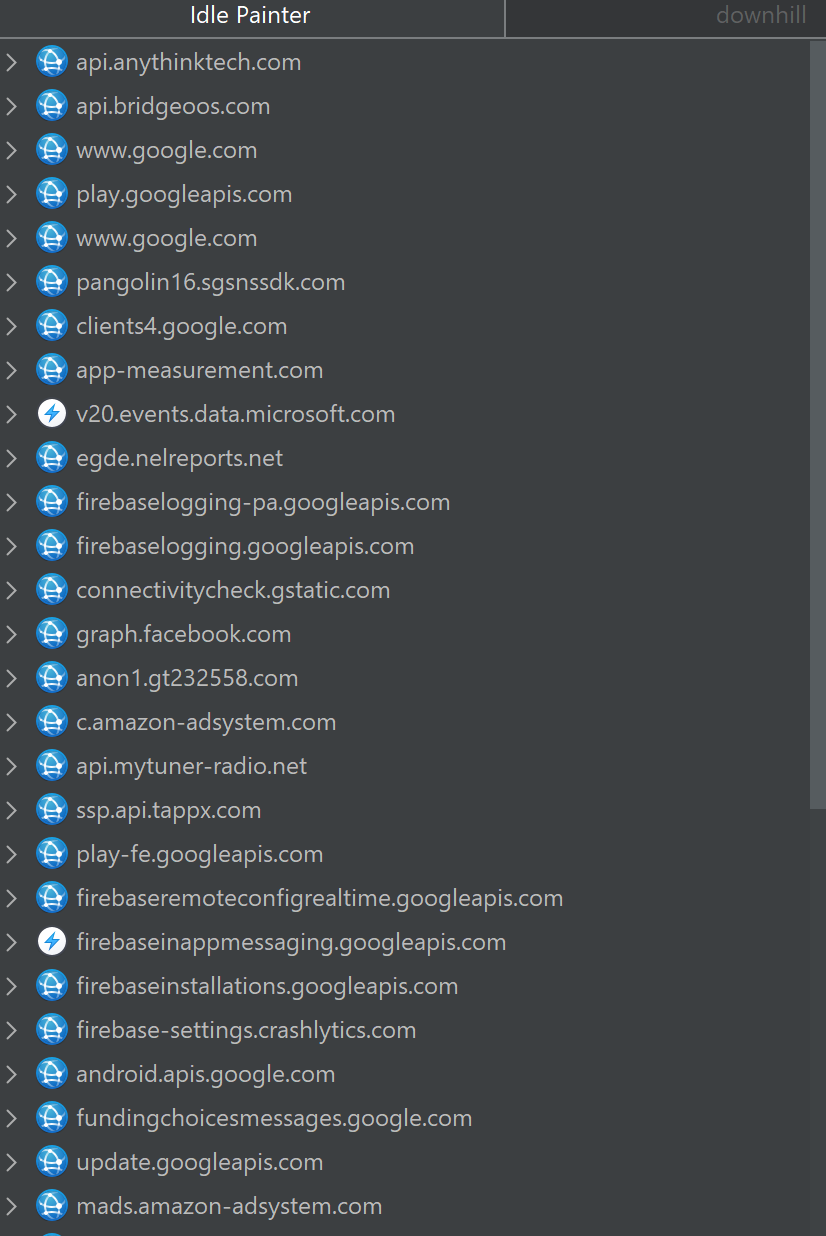 Idle Painter
downhill
api.anythinktech.com
api.bridgeoos.com
www.google.com
play.googleapis.com
www.google.com
pangolin16.sgsnssdk.com
clients4.google.com
app-measurement.com
v20.events.data.microsoft.com
egde.nelreports.net
firebaselogging-pa.googleapis.com
firebaselogging.googleapis.com
connectivitycheck.gstatic.com
graph.facebook.com
anon1.gt232558.com
c.amazon-adsystem.com
api.mytuner-radio.net
ssp.api.tappx.com
play-fe.googleapis.com
firebaseremoteconfigrealtime.googleapis.com
firebaseinappmessaging.googleapis.com
firebaseinstallations.googleapis.com
firebase-settings.crashlytics.com
android.apis.google.com
fundingchoicesmessages.google.com
update.googleapis.com
mads.amazon-adsystem.com